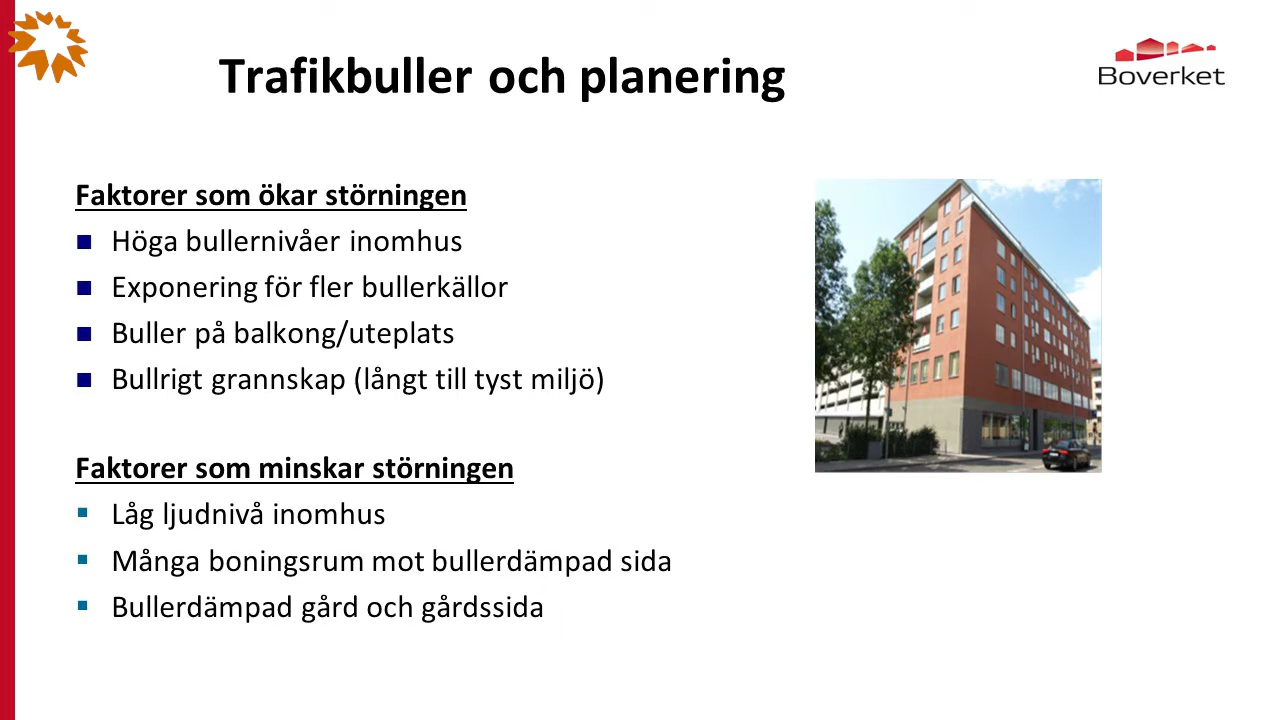 Trafikbuller och planering
Boverket
Faktorer som ökar störningen
Höga bullernivåer inomhus
Exponering för fler bullerkällor
Buller på balkong/uteplats
Bullrigt grannskap (långt till tyst miljö)
Faktorer som minskar störningen
Låg ljudnivå inomhus
Många boningsrum mot bullerdämpad sida
Bullerdämpad gård och gårdssida